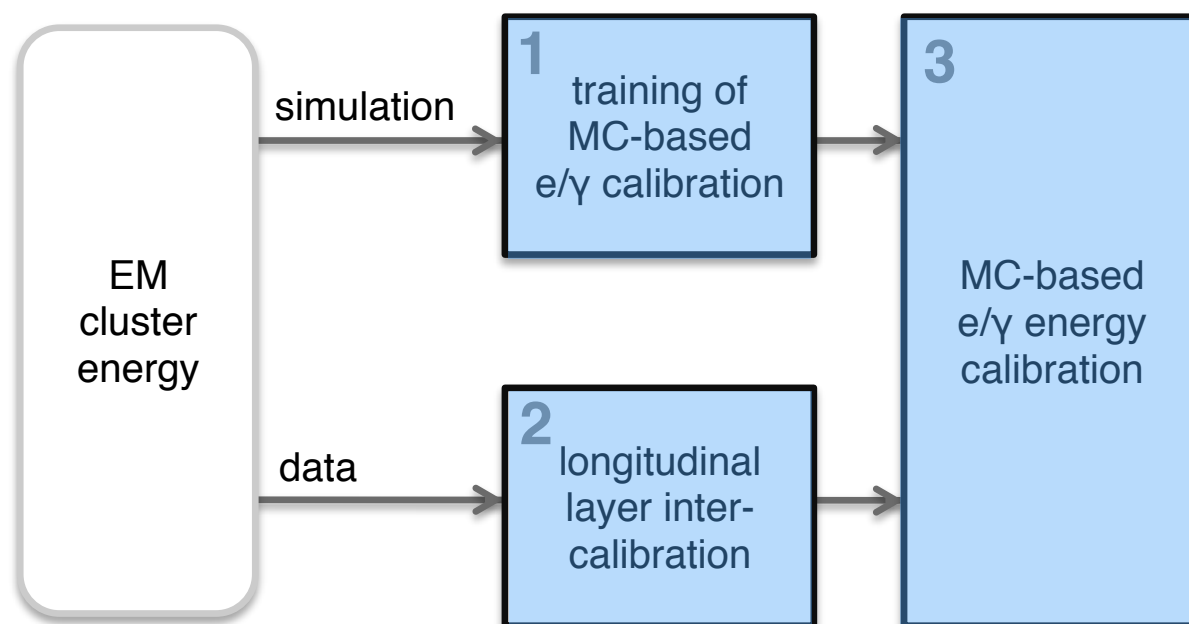 EM
cluster
energy
simulation
data
1
training of
MC-based
e/γ calibration
2
longitudinal
layer inter-
calibration
3
MC-based
e/γ energy
calibration